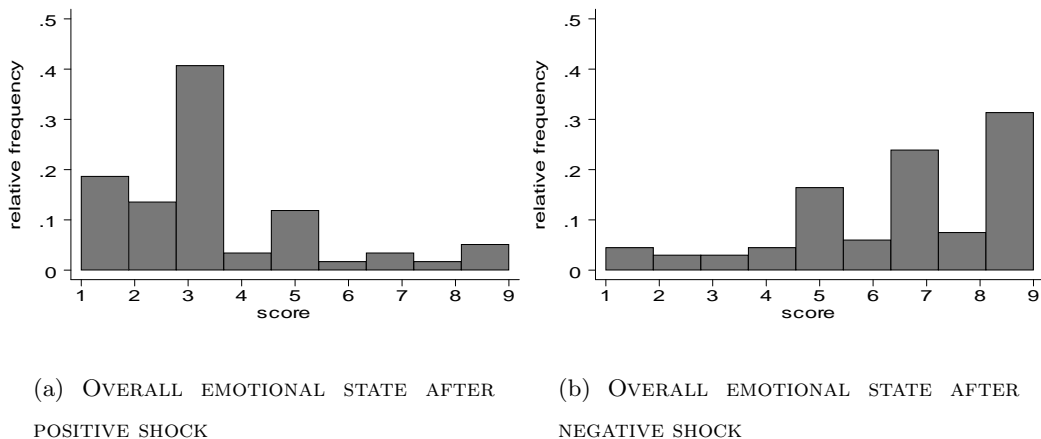 .5
.4
.3
.2
.1
0
relative frequency
1 2 3 4 5 6 7 8 9
score
(a) OVERALL EMOTIONAL STATE AFTER
POSITIVE SHOCK
.5
.4
.3
.2
.1
0
relative frequency
1 2 3 4 5 6 7 8 9
score
(b) OVERALL EMOTIONAL STATE AFTER
NEGATIVE SHOCK